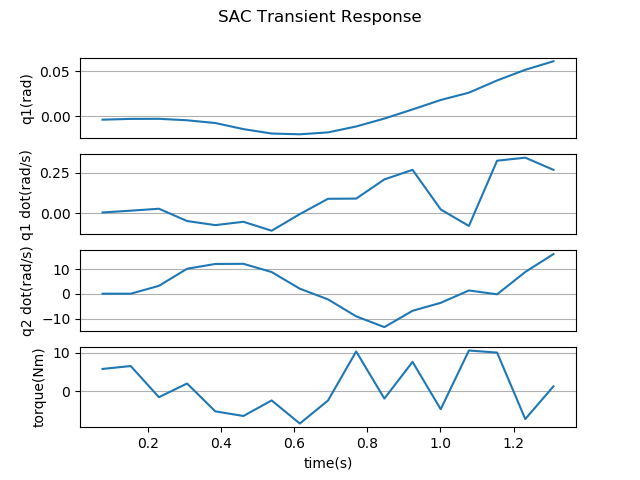 SAC Transient Response
q1(rad)
0.05
0.00
q1 dot(rad/s)
0.25
0.00
q2 dot(rad/s)
10
0
−10
torque(Nm)
10
0
0.2 0.4 0.6 0.8 1.0 1.2
time(s)